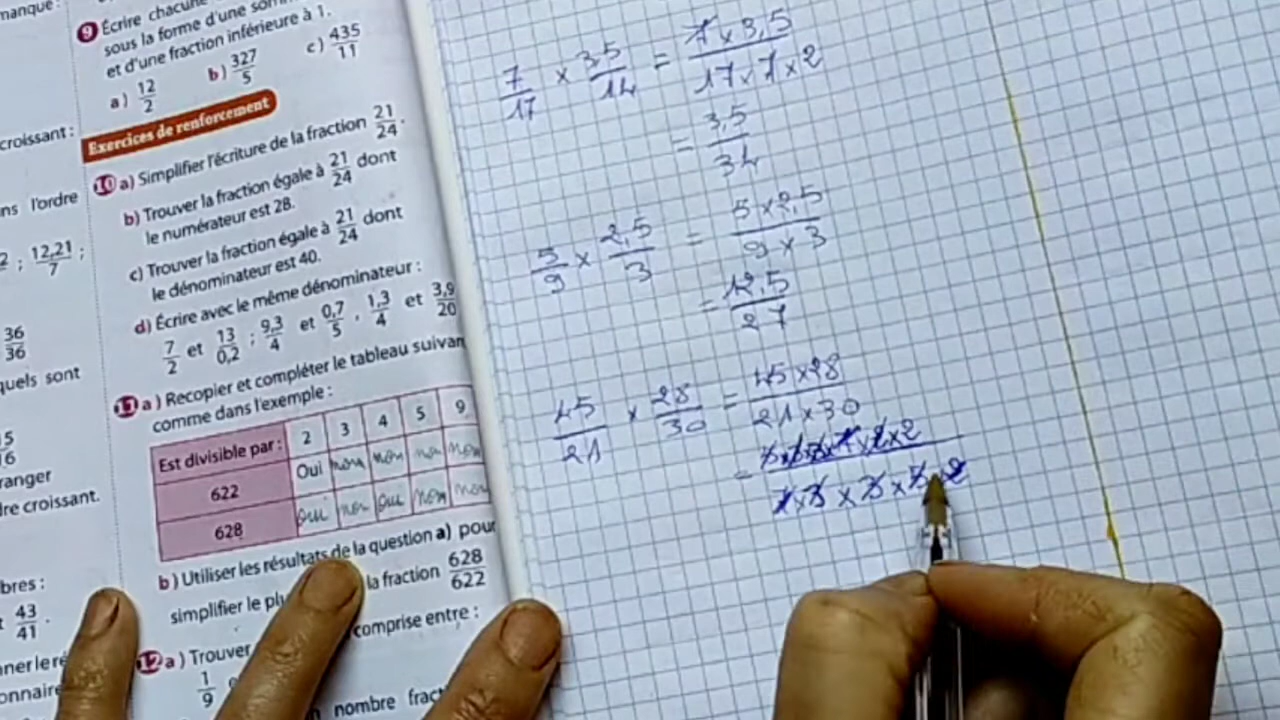 manque :
9 Écrire chacune
sous la forme d'une som
et d'une fraction inférieure à 1.
a) 12/2 b) 327/5 c) 435/11
croissant :
Exercices de renforcement
10 a) Simplifier l'écriture de la fraction 21/24.
b) Trouver la fraction égale à 21/24 dont
le numérateur est 28.
c) Trouver la fraction égale à 21/24 dont
le dénominateur est 40.
d) Écrire avec le même dénominateur :
7/2 et 13/0,2 ; 9,3/4 et 0,7/5 , 1,3/4 et 3,9/20
11 a) Recopier et compléter le tableau suivan
comme dans l'exemple :
Est divisible par : 2 3 4 5 9
622 Oui non non non non
628 oui non oui non non
b) Utiliser les résultats de la question a) pour
simplifier le plu la fraction 628/622
comprise entre :
12 a) Trouver
1/9
nombre fract
ns l'ordre
12,21/7 ;
36/36
quels sont
ranger
dre croissant.
bres :
43/41 .
nner le
onnaire
7/17 × 3,5/14 = 7 × 3,5 / 17 × 7 × 2
= 3,5/34
5/9 × 2,5/3 = 5 × 2,5 / 9 × 3
= 12,5/27
45/21 × 28/30 = 45 × 28 / 21 × 30